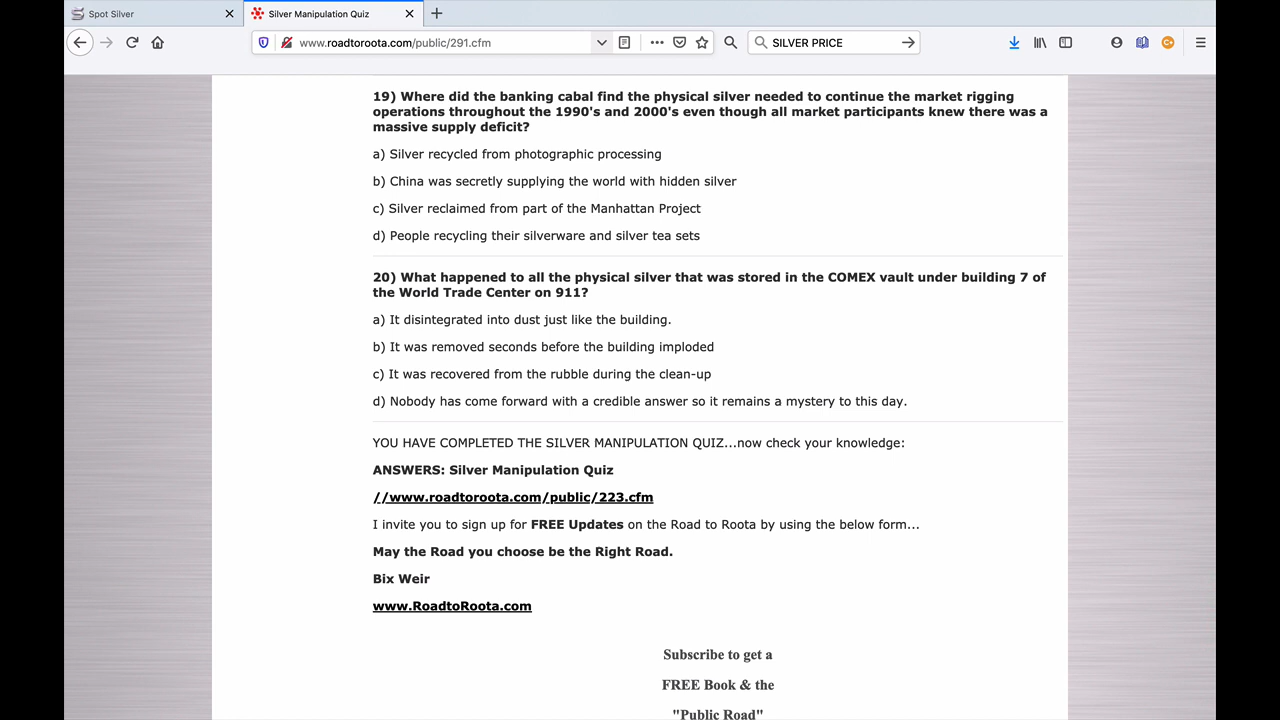 Spot Silver
Silver Manipulation Quiz
www.roadtoroota.com/public/291.cfm
SILVER PRICE
19) Where did the banking cabal find the physical silver needed to continue the market rigging
operations throughout the 1990's and 2000's even though all market participants knew there was a
massive supply deficit?
a) Silver recycled from photographic processing
b) China was secretly supplying the world with hidden silver
c) Silver reclaimed from part of the Manhattan Project
d) People recycling their silverware and silver tea sets
20) What happened to all the physical silver that was stored in the COMEX vault under building 7 of
the World Trade Center on 911?
a) It disintegrated into dust just like the building.
b) It was removed seconds before the building imploded
c) It was recovered from the rubble during the clean-up
d) Nobody has come forward with a credible answer so it remains a mystery to this day.
YOU HAVE COMPLETED THE SILVER MANIPULATION QUIZ...now check your knowledge:
ANSWERS: Silver Manipulation Quiz
//www.roadtoroota.com/public/223.cfm
I invite you to sign up for FREE Updates on the Road to Roota by using the below form...
May the Road you choose be the Right Road.
Bix Weir
www.RoadtoRoota.com
Subscribe to get a
FREE Book & the
"Public Road"